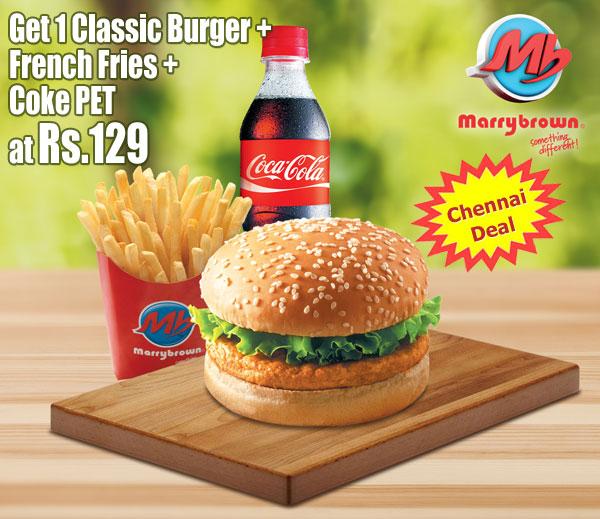 Get 1 Classic Burger +
French Fries +
Coke PET
at Rs.129
Mb
Marrybrown®
something different!
Chennai
Deal
Coca-Cola
Mb
Marrybrown